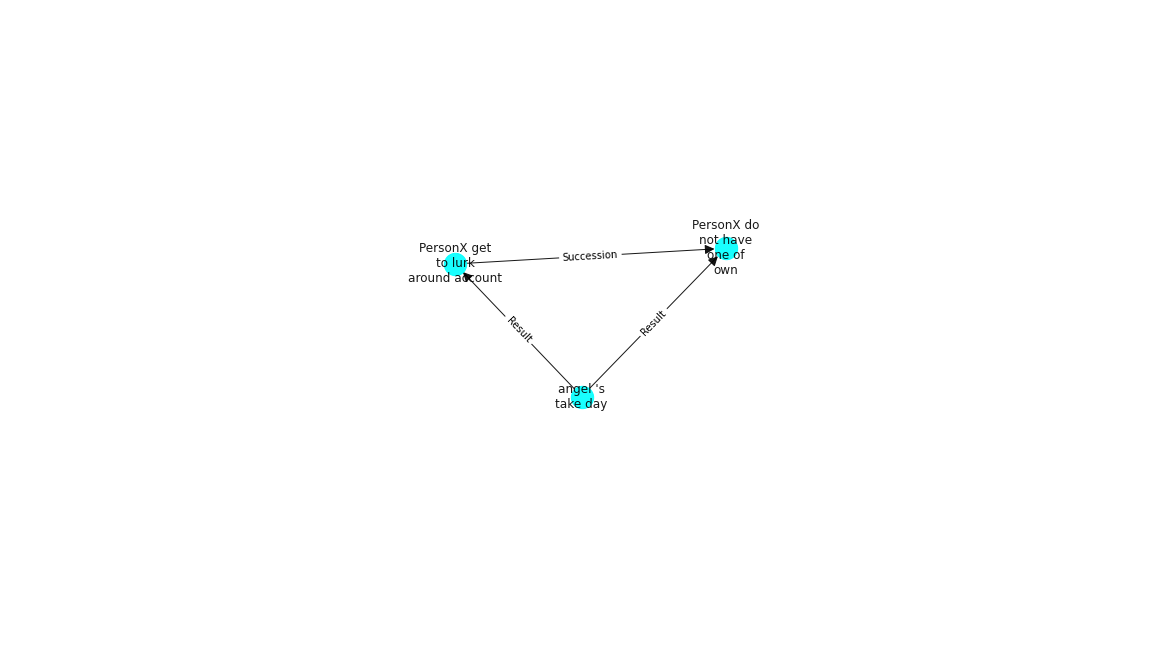 PersonX do
not have
one of
own
PersonX get
to lurk
around account
Succession
Result
Result
angel 's
take day